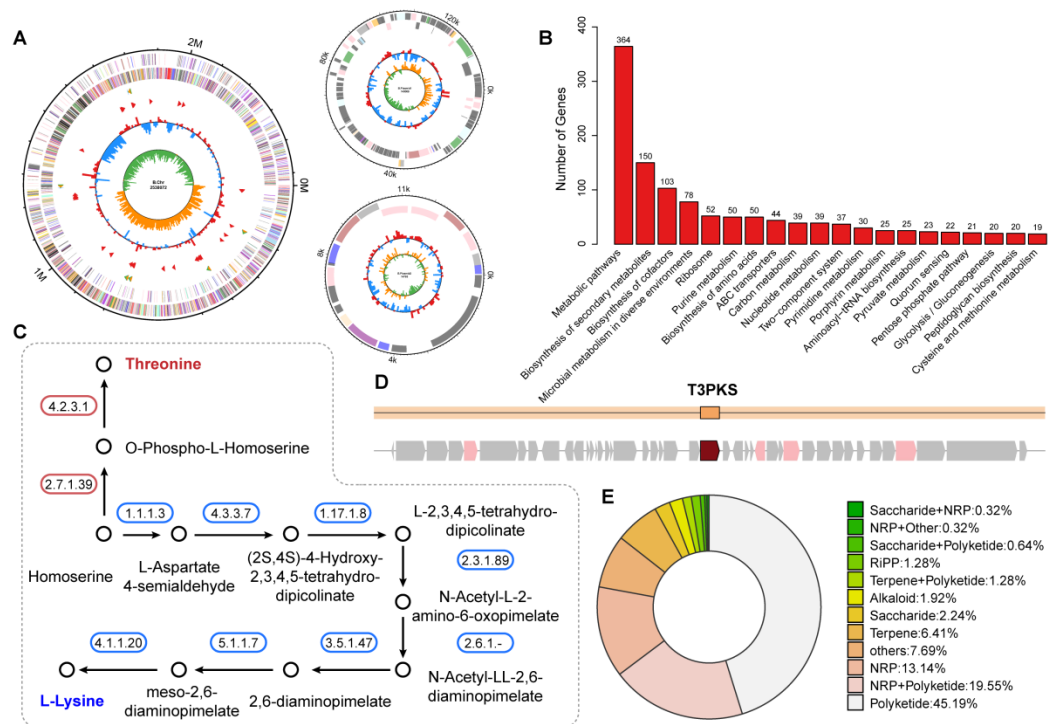 A
2M
0M
1M
B.Chr
120k
80k
0k
40k
11k
8k
0k
4k
B
Number of Genes
400
300
200
100
0
364
150
103
78
52
50
50
44
39
39
37
30
25
25
23
22
21
20
20
19
Metabolic pathways
Biosynthesis of secondary metabolites
Biosynthesis of cofactors
Microbial metabolism in diverse environments
Ribosome
Purine metabolism
Biosynthesis of amino acids
ABC transporters
Carbon metabolism
Nucleotide metabolism
Two−component system
Pyrimidine metabolism
Porphyrin metabolism
Aminoacyl−tRNA biosynthesis
Pyruvate metabolism
Quorum sensing
Pentose phosphate pathway
Glycolysis / Gluconeogenesis
Peptidoglycan biosynthesis
Cysteine and methionine metabolism
C
Threonine
4.2.3.1
O-Phospho-L-Homoserine
2.7.1.39
1.1.1.3
4.3.3.7
1.17.1.8
L-2,3,4,5-tetrahydro-
dipicolinate
Homoserine
L-Aspartate
4-semialdehyde
(2S,4S)-4-Hydroxy-
2,3,4,5-tetrahydro-
dipicolinate
2.3.1.89
N-Acetyl-L-2-
amino-6-oxopimelate
4.1.1.20
5.1.1.7
3.5.1.47
2.6.1.-
L-Lysine
meso-2,6-
diaminopimelate
2,6-diaminopimelate
N-Acetyl-LL-2,6-
diaminopimelate
D
T3PKS
E
Saccharide+NRP:0.32%
NRP+Other:0.32%
Saccharide+Polyketide:0.64%
RiPP:1.28%
Terpene+Polyketide:1.28%
Alkaloid:1.92%
Saccharide:2.24%
Terpene:6.41%
others:7.69%
NRP:13.14%
NRP+Polyketide:19.55%
Polyketide:45.19%